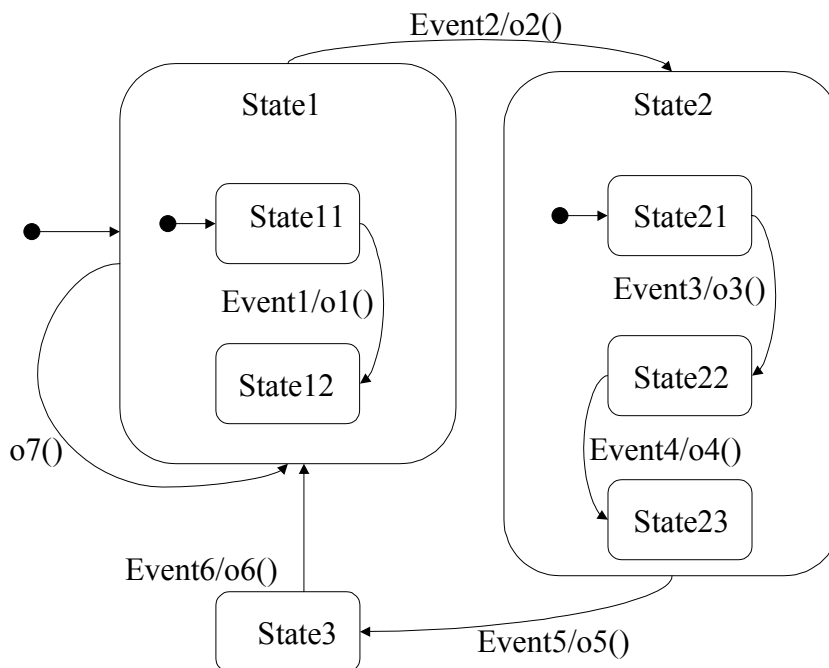 Event2/o2()
State1
State2
State11
State21
Event3/o3()
Event1/o1()
State22
State12
o7()
Event4/o4()
State23
Event6/o6()
State3
Event5/o5()